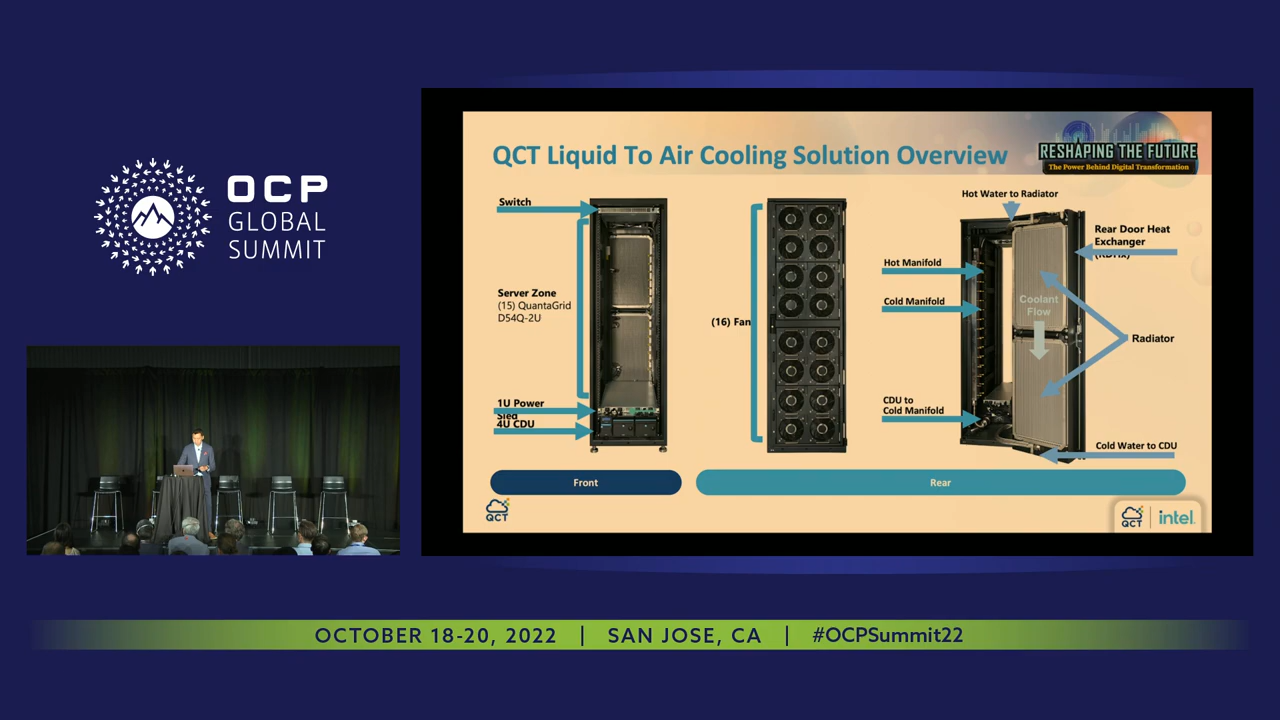 OCP
GLOBAL
SUMMIT
QCT Liquid To Air Cooling Solution Overview
RESHAPING THE FUTURE
The Power Behind Digital Transformation
Switch
Server Zone
(15) QuantaGrid
D54Q-2U
1U Power
Sled
4U CDU
(16) Fan
Hot Water to Radiator
Rear Door Heat
Exchanger
(RDHx)
Hot Manifold
Cold Manifold
Coolant
Flow
Radiator
CDU to
Cold Manifold
Cold Water to CDU
Front
Rear
QCT
QCT | intel.
OCTOBER 18-20, 2022 | SAN JOSE, CA | #OCPSummit22